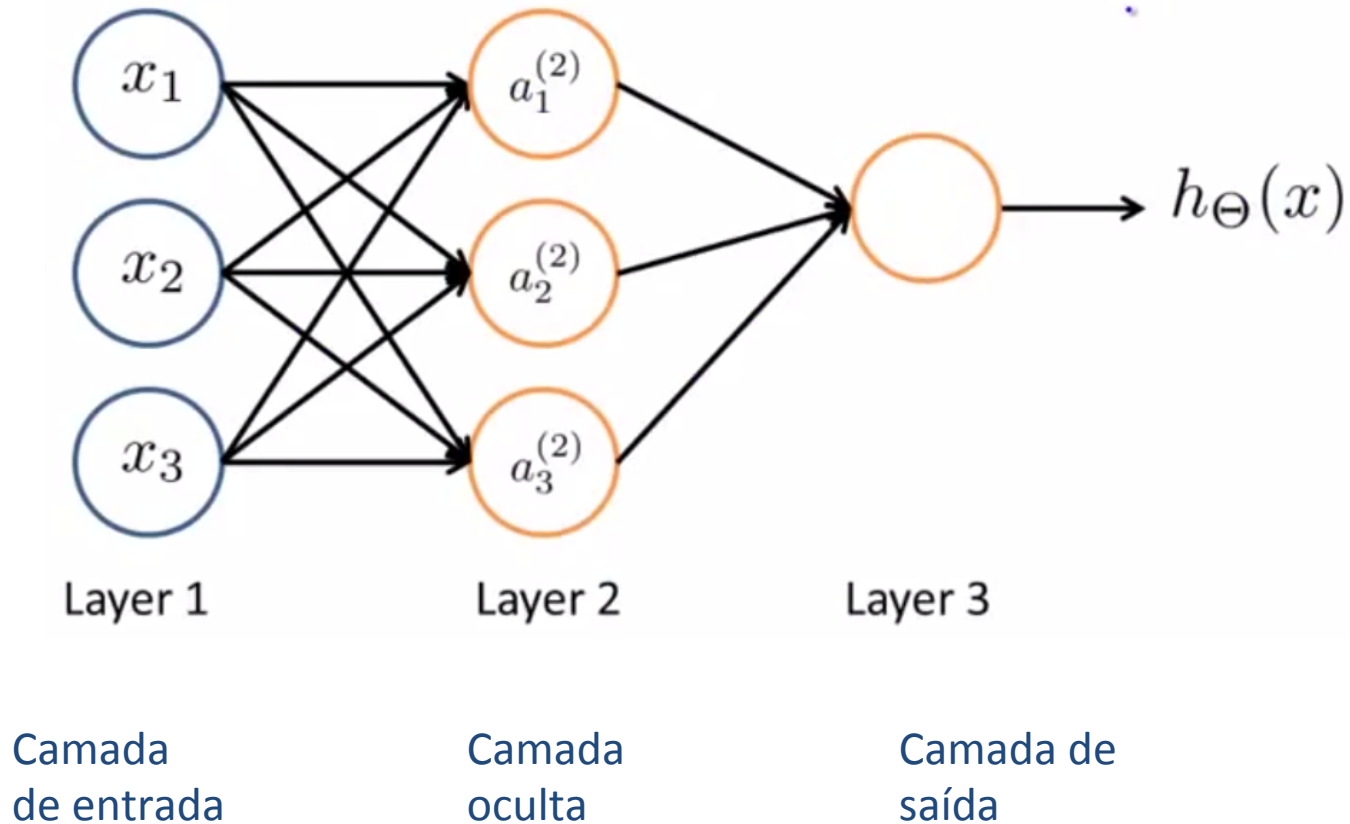 x₁
a₁⁽²⁾
x₂
a₂⁽²⁾
h_Θ(x)
x₃
a₃⁽²⁾
Layer 1
Layer 2
Layer 3
Camada
de entrada
Camada
oculta
Camada de
saída